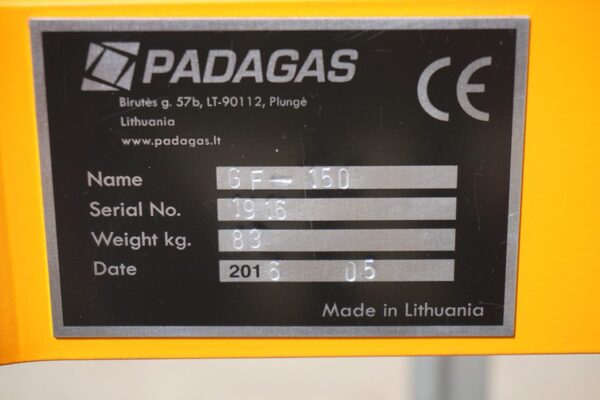 PADAGAS
CE
Birutės g. 57b, LT-90112, Plungė
Lithuania
www.padagas.lt
Name GF-150
Serial No. 1916
Weight kg. 83
Date 2016 05
Made in Lithuania